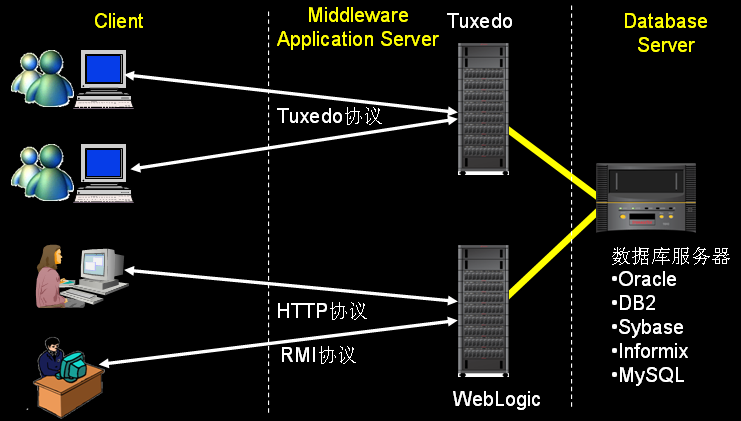 Client
Middleware
Application Server
Tuxedo
Database
Server
Tuxedo协议
HTTP协议
RMI协议
WebLogic
数据库服务器
•Oracle
•DB2
•Sybase
•Informix
•MySQL